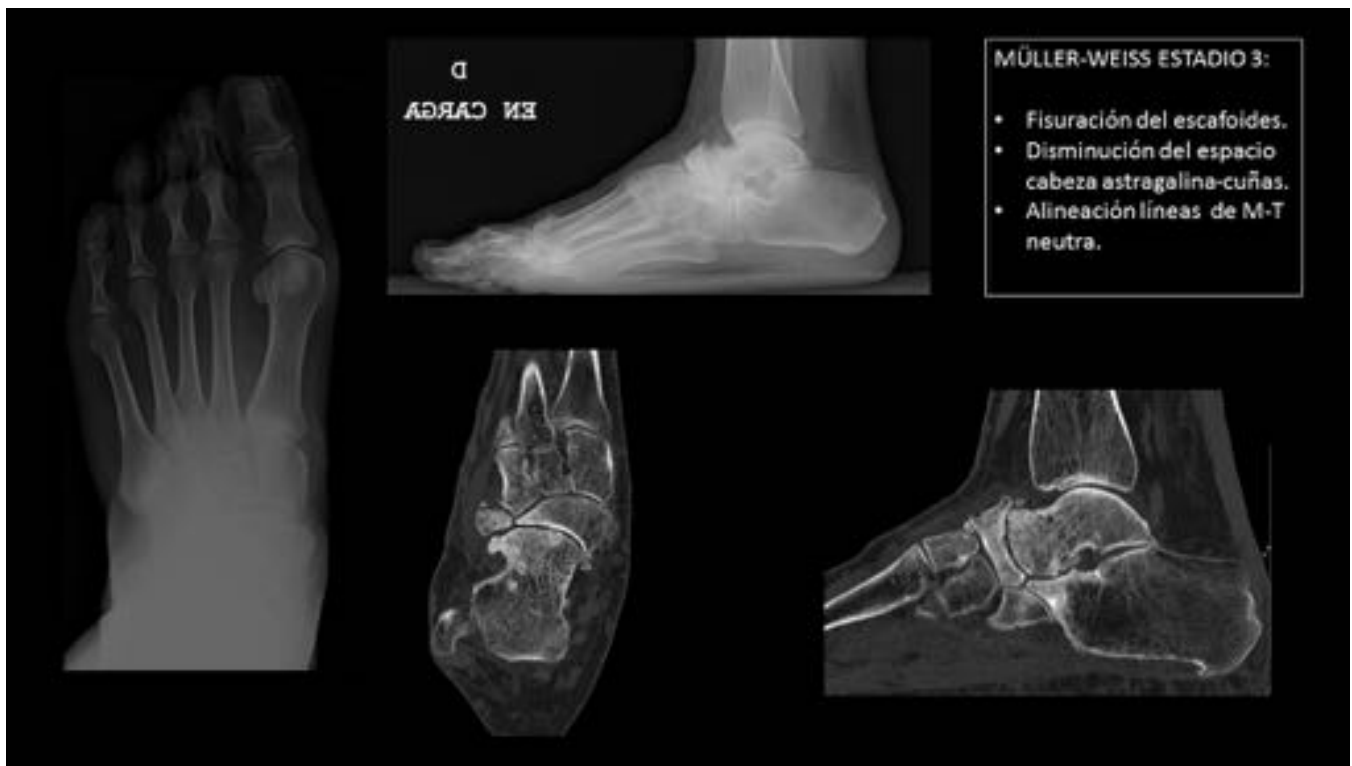 D
EN CARGA
MÜLLER-WEISS ESTADIO 3:
• Fisuración del escafoides.
• Disminución del espacio
cabeza astragalina-cuñas.
• Alineación líneas de M-T
neutra.